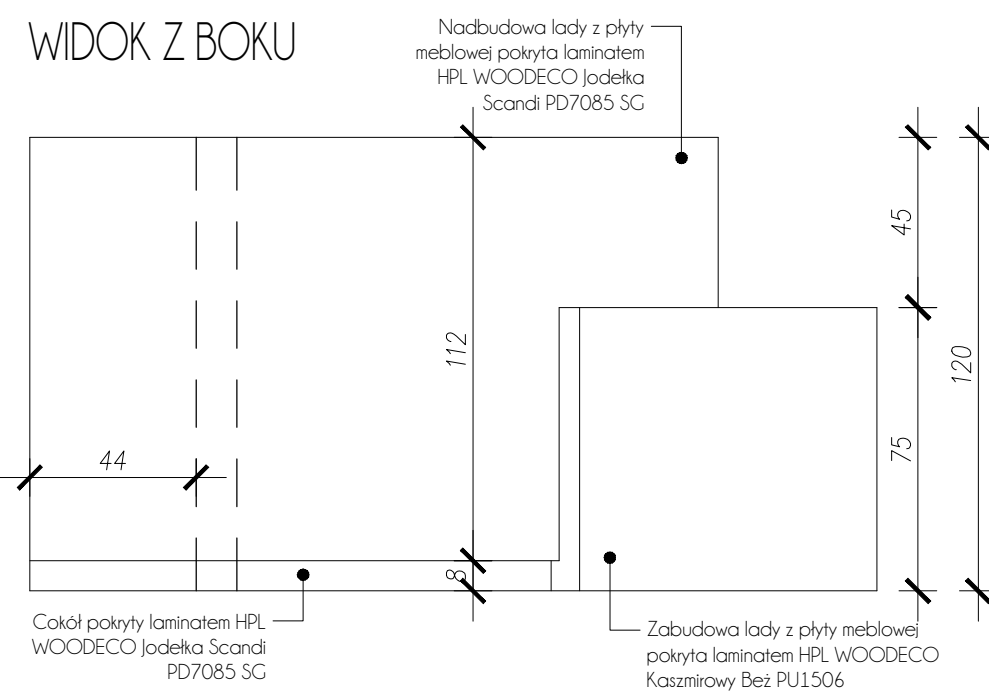 WIDOK Z BOKU
Nadbudowa lady z płyty
meblowej pokryta laminatem
HPL WOODECO Jodełka
Scandi PD7085 SG
45
112
120
75
44
8
Cokół pokryty laminatem HPL
WOODECO Jodełka Scandi
PD7085 SG
Zabudowa lady z płyty meblowej
pokryta laminatem HPL WOODECO
Kaszmirowy Beż PU1506